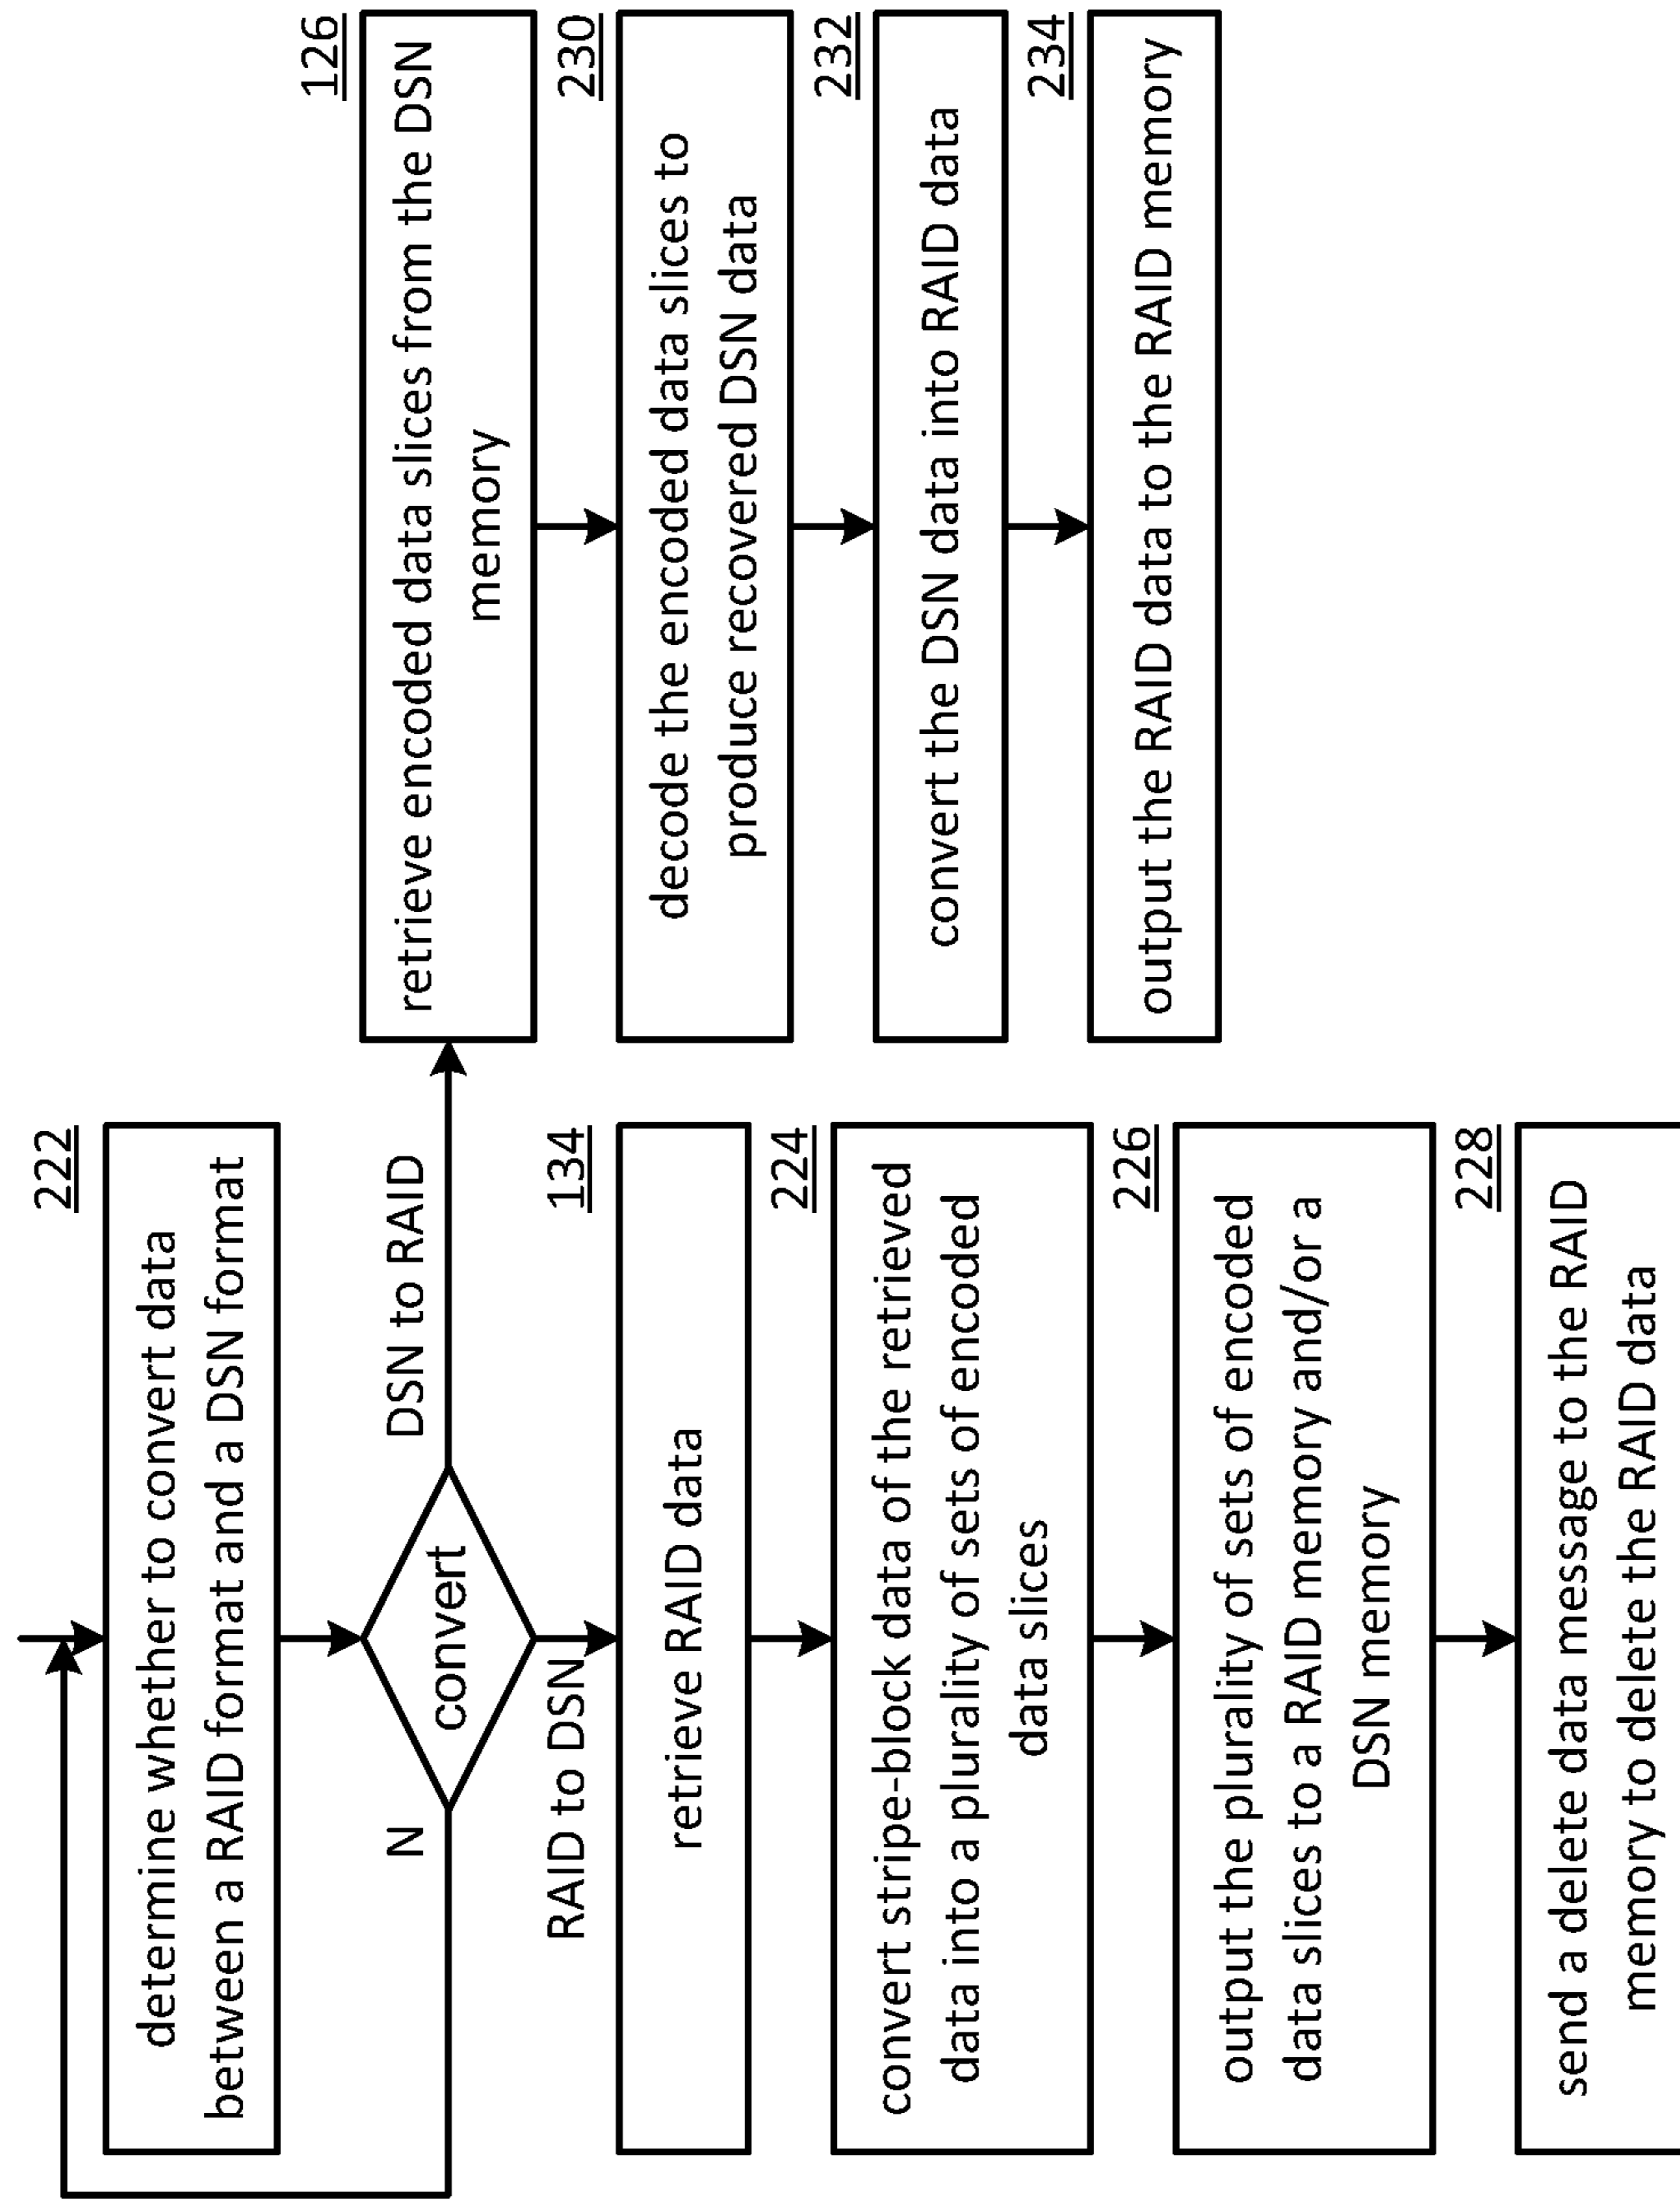 222
determine whether to convert data
between a RAID format and a DSN format
convert
N
DSN to RAID
RAID to DSN
134
retrieve RAID data
224
convert stripe-block data of the retrieved
data into a plurality of sets of encoded
data slices
226
output the plurality of sets of encoded
data slices to a RAID memory and/or a
DSN memory
228
send a delete data message to the RAID
memory to delete the RAID data
126
retrieve encoded data slices from the DSN
memory
230
decode the encoded data slices to
produce recovered DSN data
232
convert the DSN data into RAID data
234
output the RAID data to the RAID memory